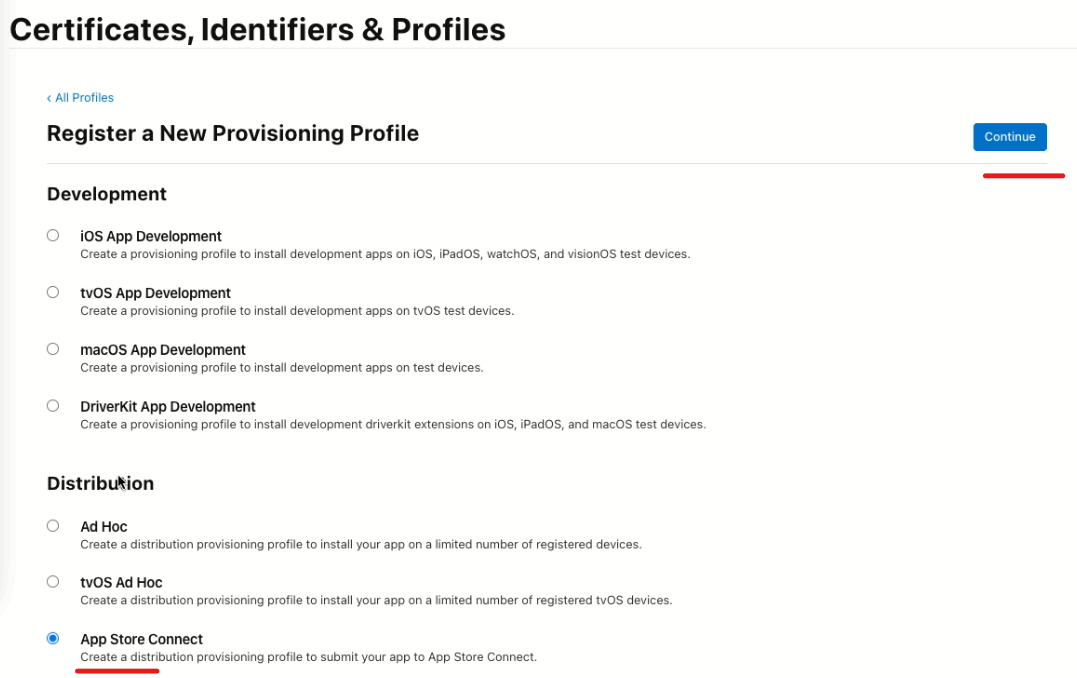 Certificates, Identifiers & Profiles
‹ All Profiles
Register a New Provisioning Profile
Continue
Development
iOS App Development
Create a provisioning profile to install development apps on iOS, iPadOS, watchOS, and visionOS test devices.
tvOS App Development
Create a provisioning profile to install development apps on tvOS test devices.
macOS App Development
Create a provisioning profile to install development apps on test devices.
DriverKit App Development
Create a provisioning profile to install development driverkit extensions on iOS, iPadOS, and macOS test devices.
Distribution
Ad Hoc
Create a distribution provisioning profile to install your app on a limited number of registered devices.
tvOS Ad Hoc
Create a distribution provisioning profile to install your app on a limited number of registered tvOS devices.
App Store Connect
Create a distribution provisioning profile to submit your app to App Store Connect.